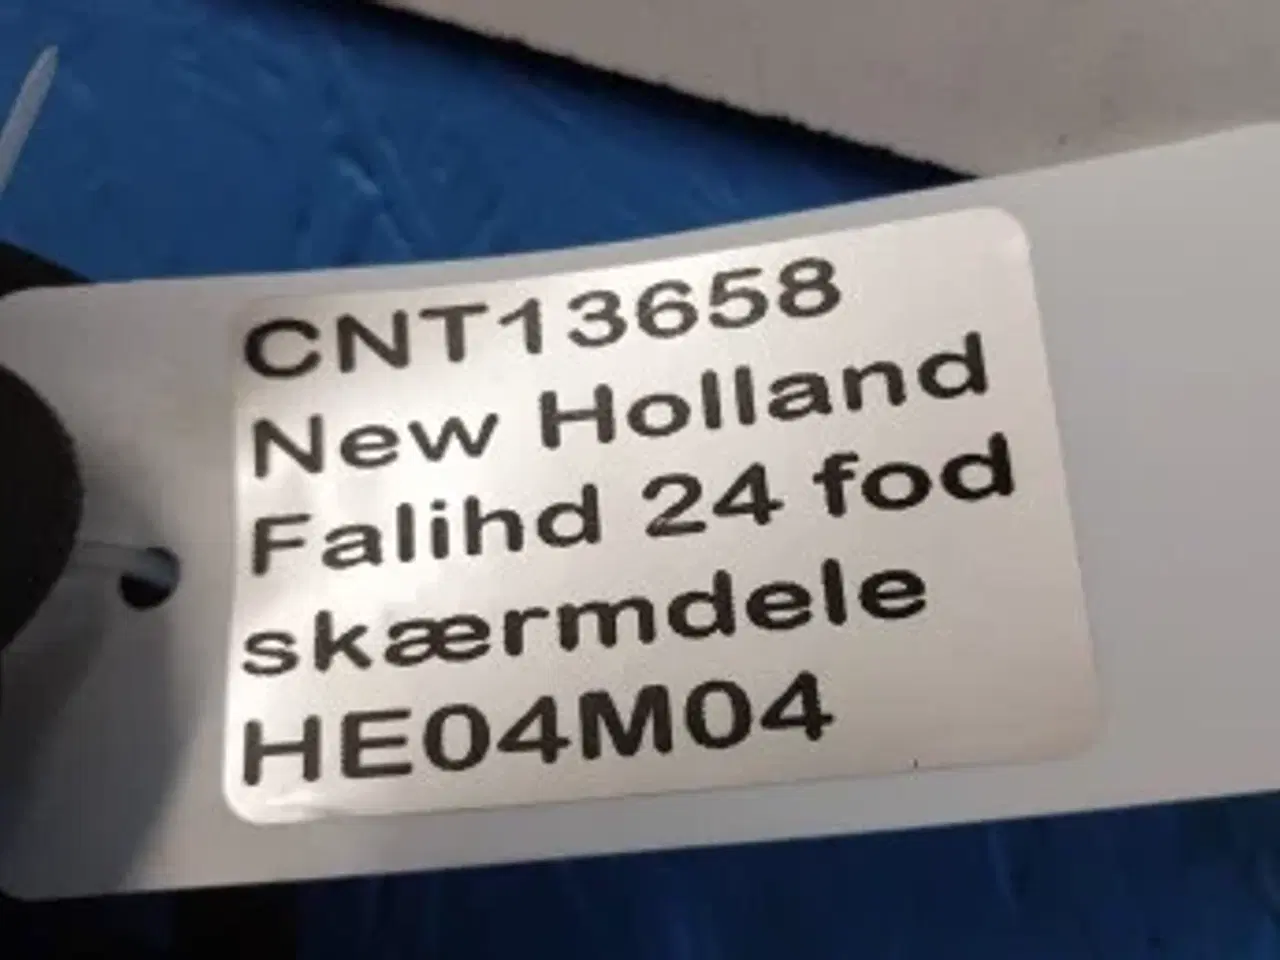 CNT13658
New Holland
Falihd 24 fod
skærmdele
HE04M04